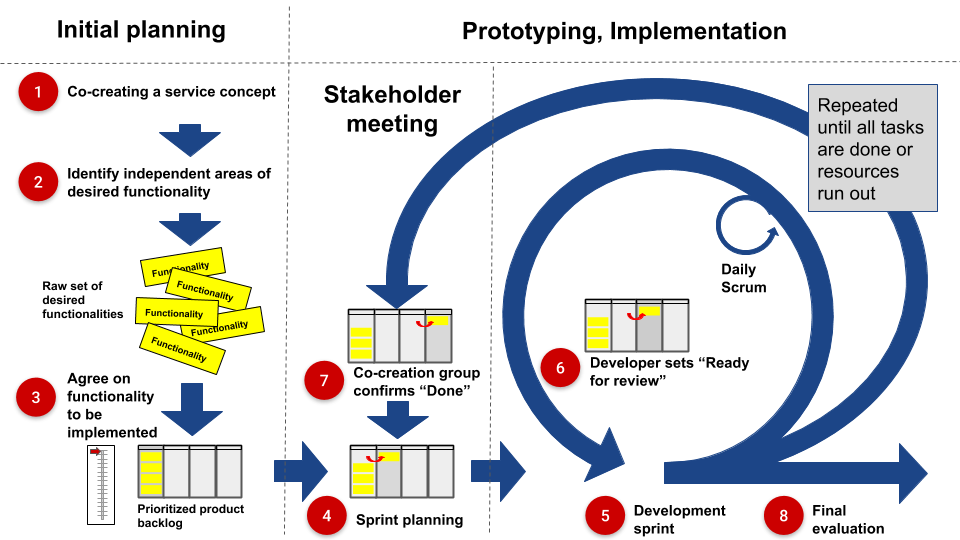 Initial planning
Prototyping, Implementation
1
Co-creating a service concept
2
Identify independent areas of
desired functionality
Raw set of
desired
functionalities
Functionality
Functionality
Functionality
Functionality
Functionality
3
Agree on
functionality
to be
implemented
Prioritized product
backlog
Stakeholder
meeting
7
Co-creation group
confirms “Done”
4
Sprint planning
Repeated
until all tasks
are done or
resources
run out
Daily
Scrum
6
Developer sets “Ready
for review”
5
Development
sprint
8
Final
evaluation